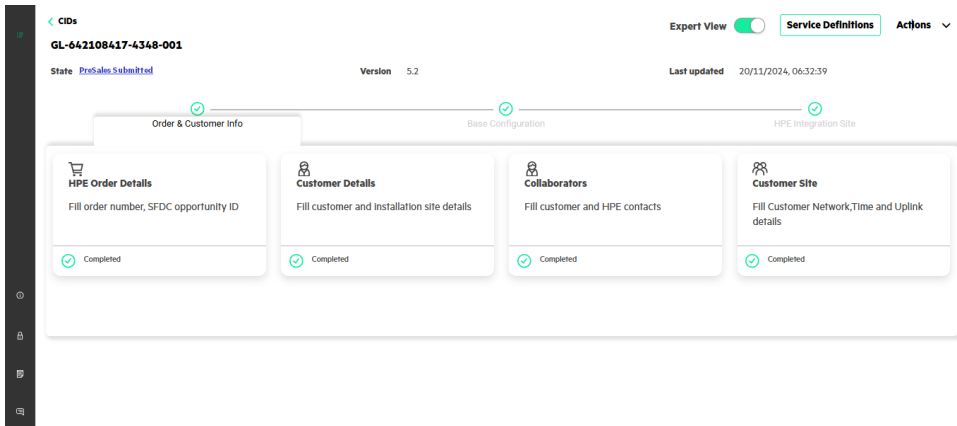 CIDs
Expert View
Service Definitions
Actions
GL-642108417-4348-001
State PreSales Submitted
Version 5.2
Last updated 20/11/2024, 06:32:39
Order & Customer Info
Base Configuration
HPE Integration Site
HPE Order Details
Fill order number, SFDC opportunity ID
Completed
Customer Details
Fill customer and installation site details
Completed
Collaborators
Fill customer and HPE contacts
Completed
Customer Site
Fill Customer Network,Time and Uplink
details
Completed